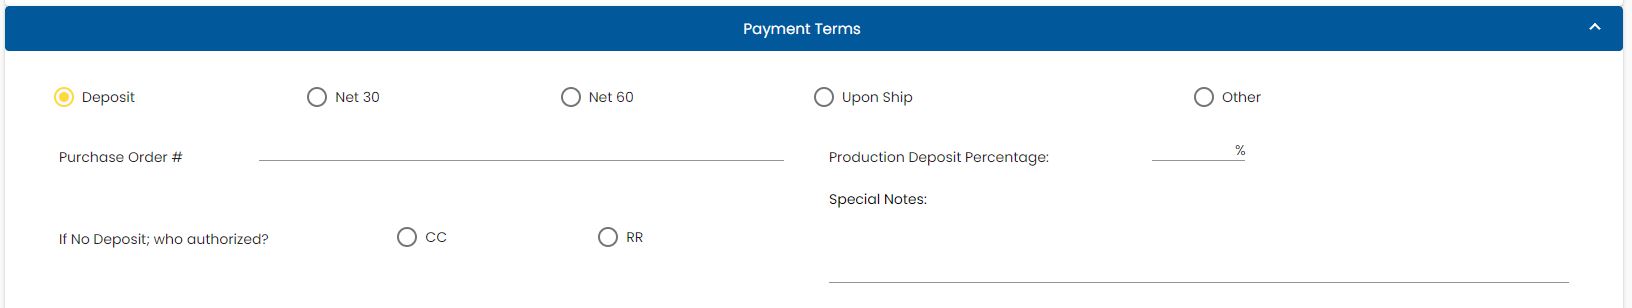 Payment Terms
Deposit Net 30 Net 60 Upon Ship Other
Purchase Order # Production Deposit Percentage: %
Special Notes:
If No Deposit; who authorized? CC RR